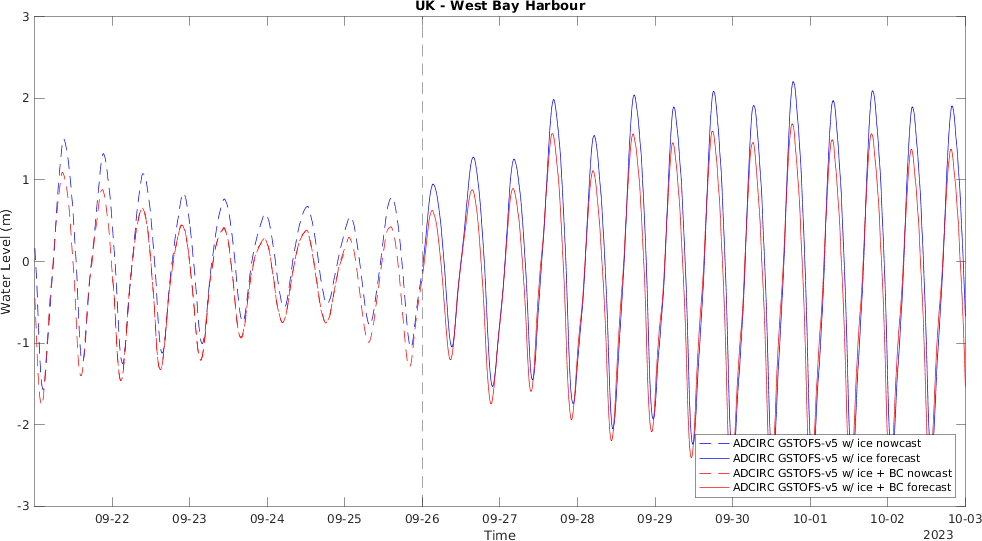 UK - West Bay Harbour
Water Level (m)
3
2
1
0
-1
-2
-3
ADCIRC GSTOFS-v5 w/ ice nowcast
ADCIRC GSTOFS-v5 w/ ice forecast
ADCIRC GSTOFS-v5 w/ ice + BC nowcast
ADCIRC GSTOFS-v5 w/ ice + BC forecast
09-22 09-23 09-24 09-25 09-26 09-27 09-28 09-29 09-30 10-01 10-02 10-03
Time
2023